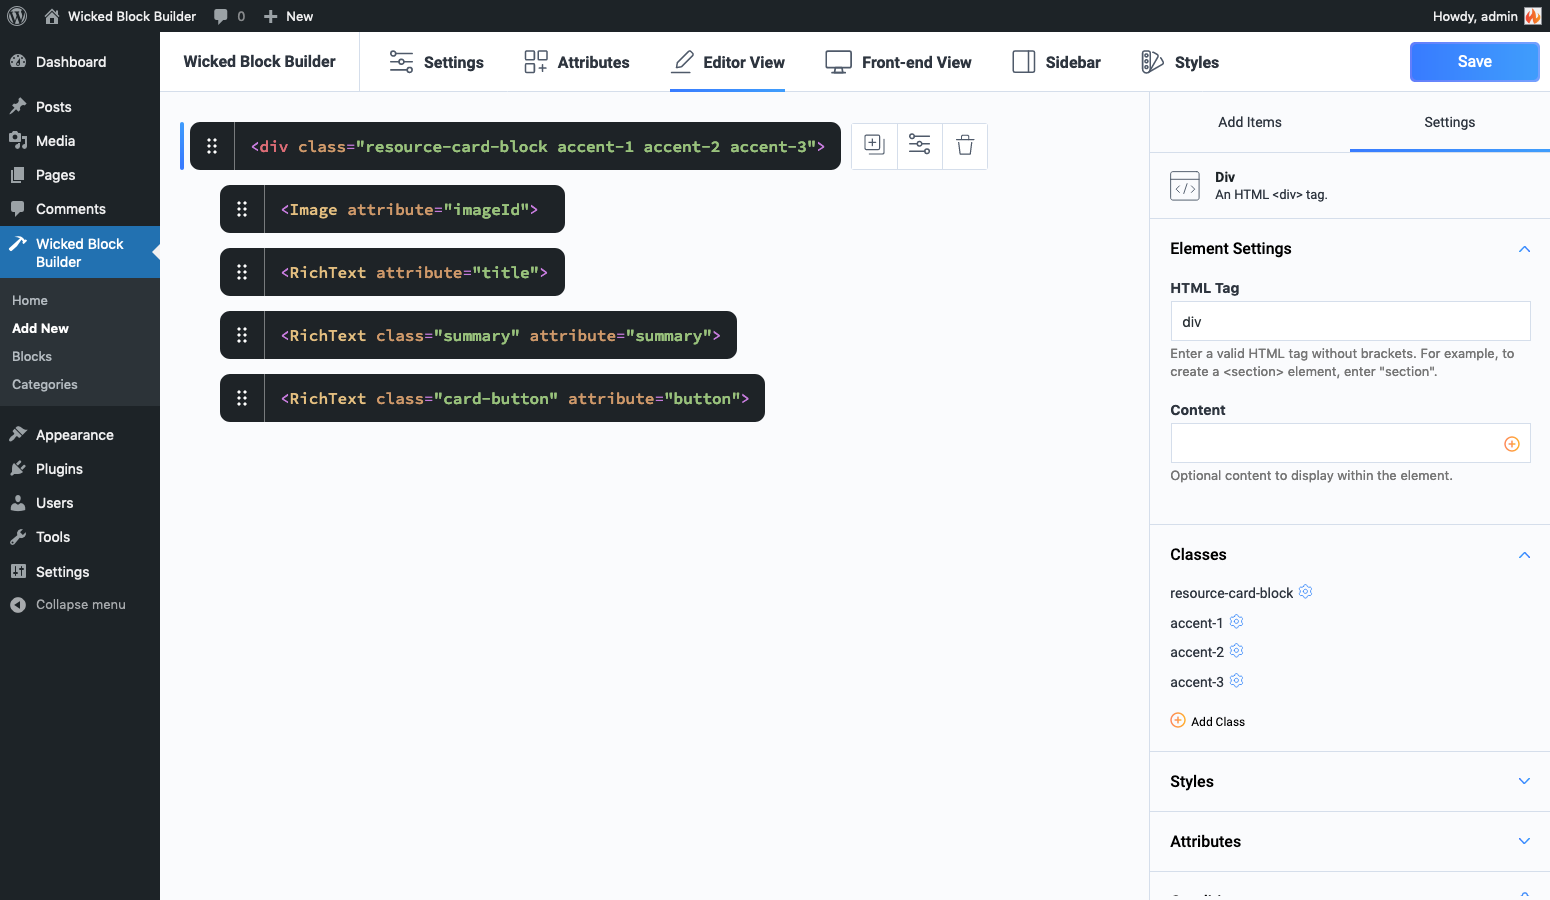 Wicked Block Builder
0
New
Howdy, admin
Dashboard
Posts
Media
Pages
Comments
Wicked Block
Builder
Home
Add New
Blocks
Categories
Appearance
Plugins
Users
Tools
Settings
Collapse menu
Wicked Block Builder
Settings
Attributes
Editor View
Front-end View
Sidebar
Styles
Save
<div class="resource-card-block accent-1 accent-2 accent-3">
<Image attribute="imageId">
<RichText attribute="title">
<RichText class="summary" attribute="summary">
<RichText class="card-button" attribute="button">
Add Items
Settings
Div
An HTML <div> tag.
Element Settings
HTML Tag
div
Enter a valid HTML tag without brackets. For example, to
create a <section> element, enter "section".
Content
Optional content to display within the element.
Classes
resource-card-block
accent-1
accent-2
accent-3
Add Class
Styles
Attributes